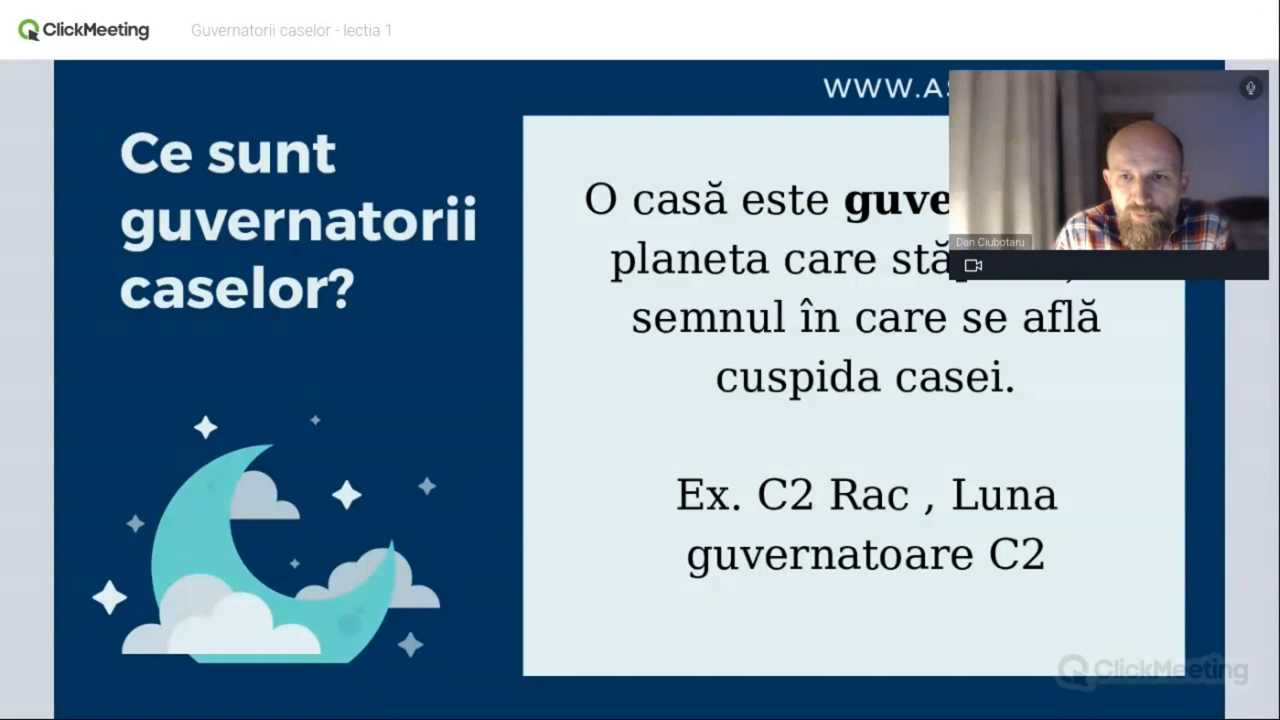 ClickMeeting
Guvernatorii caselor - lectia 1
WWW.AS
Ce sunt
guvernatorii
caselor?
O casă este guve
planeta care stă
semnul în care se află
cuspida casei.
Ex. C2 Rac , Luna
guvernatoare C2
Dan Ciubotaru
ClickMeeting